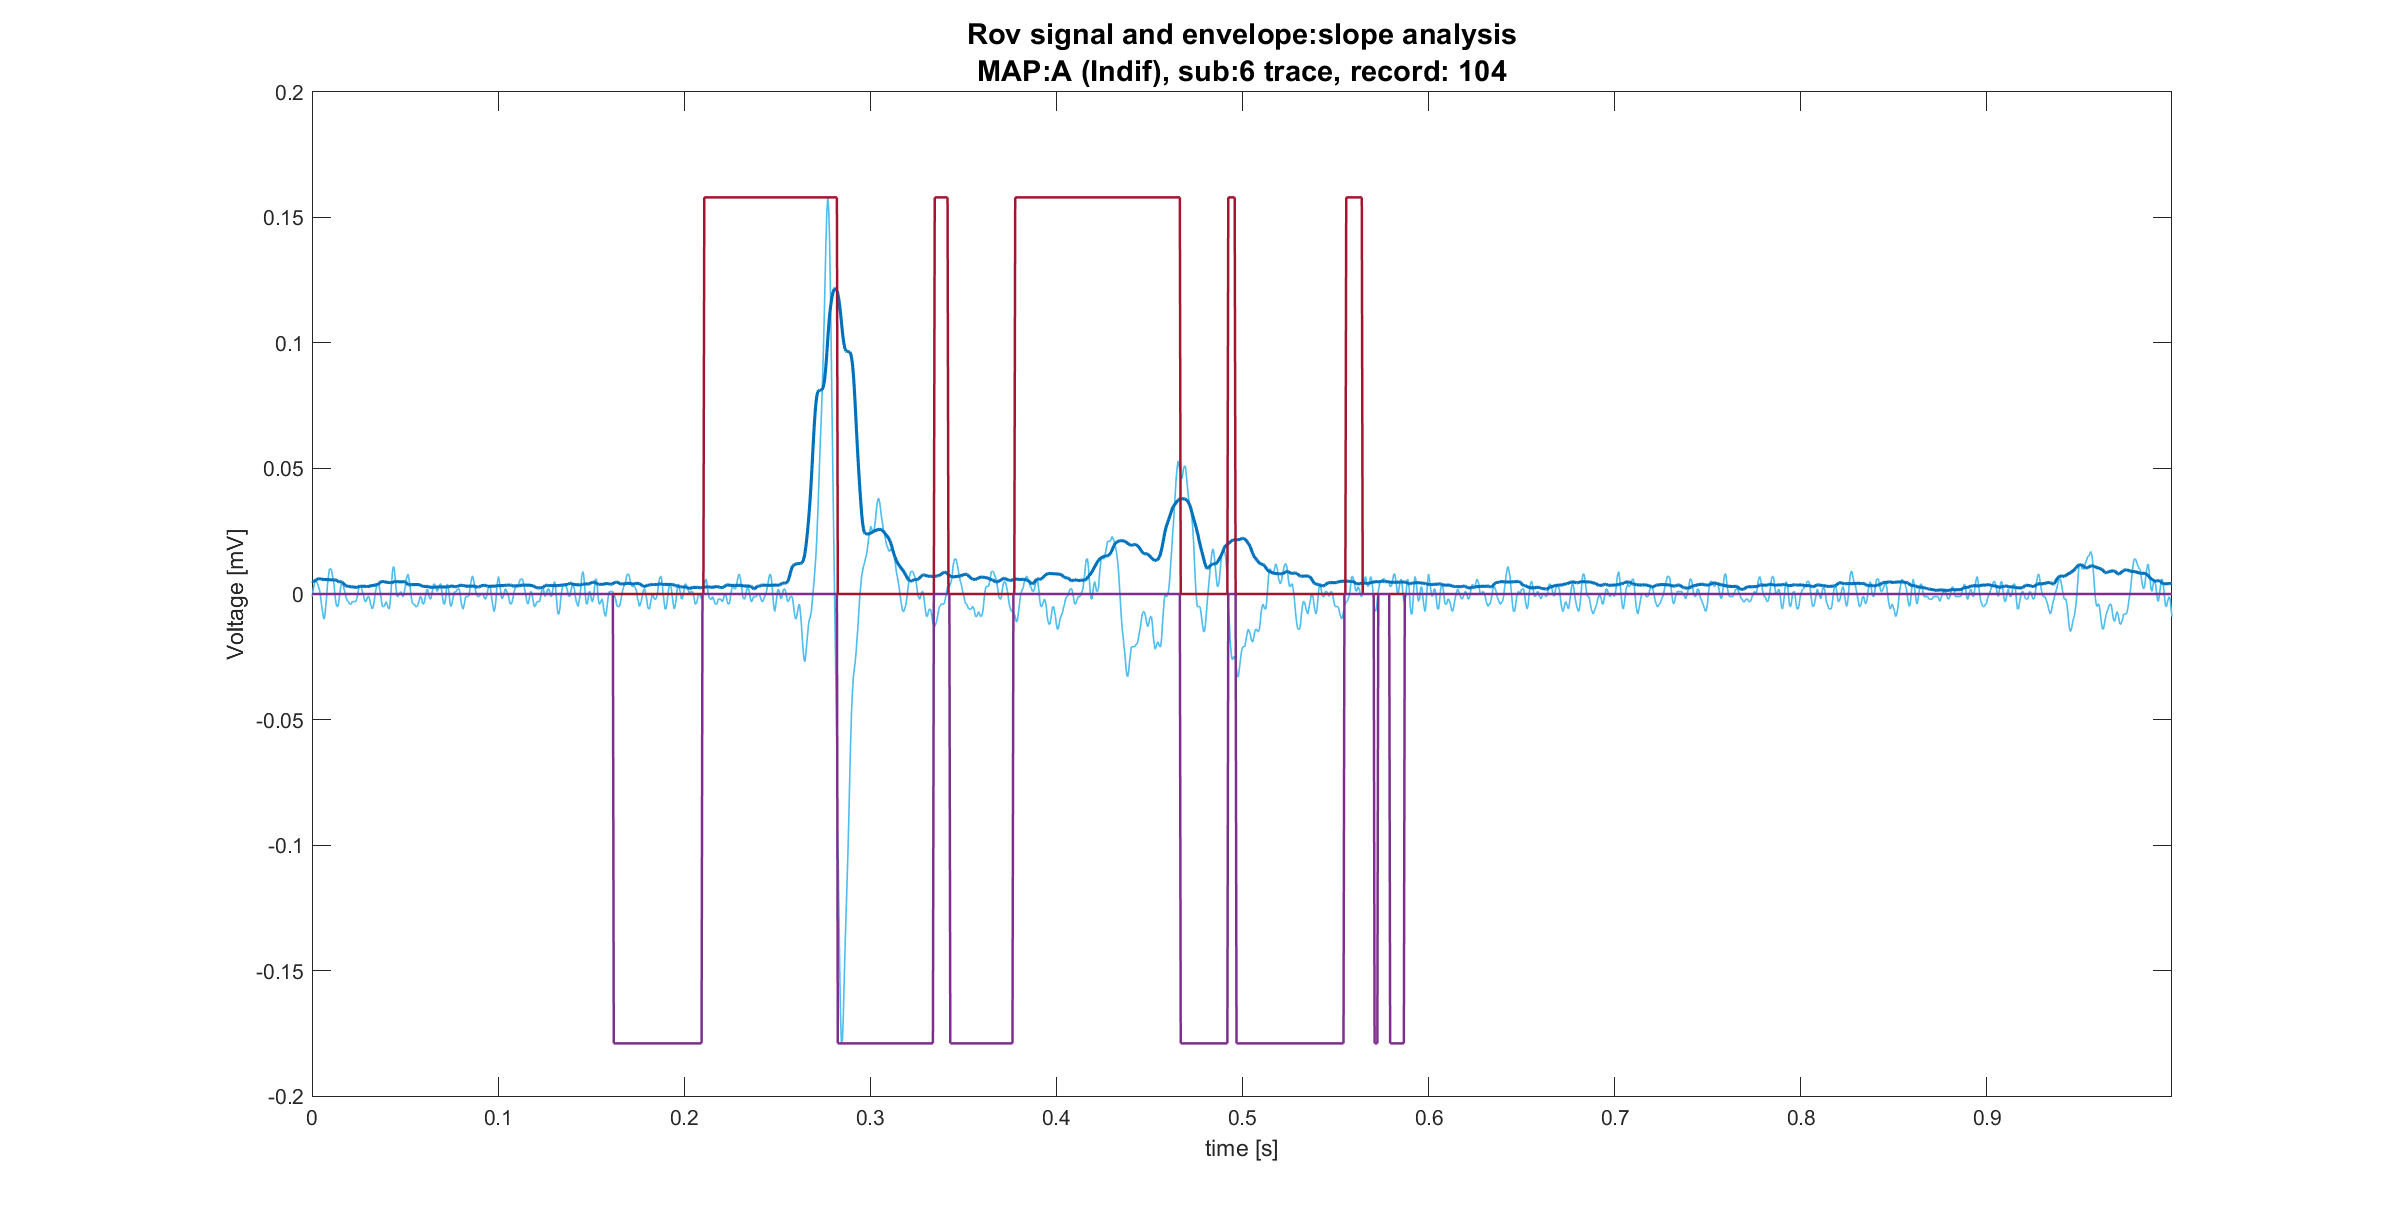 Rov signal and envelope:slope analysis
MAP:A (Indif), sub:6 trace, record: 104
0.2
0.15
0.1
0.05
0
-0.05
-0.1
-0.15
-0.2
Voltage [mV]
0 0.1 0.2 0.3 0.4 0.5 0.6 0.7 0.8 0.9
time [s]